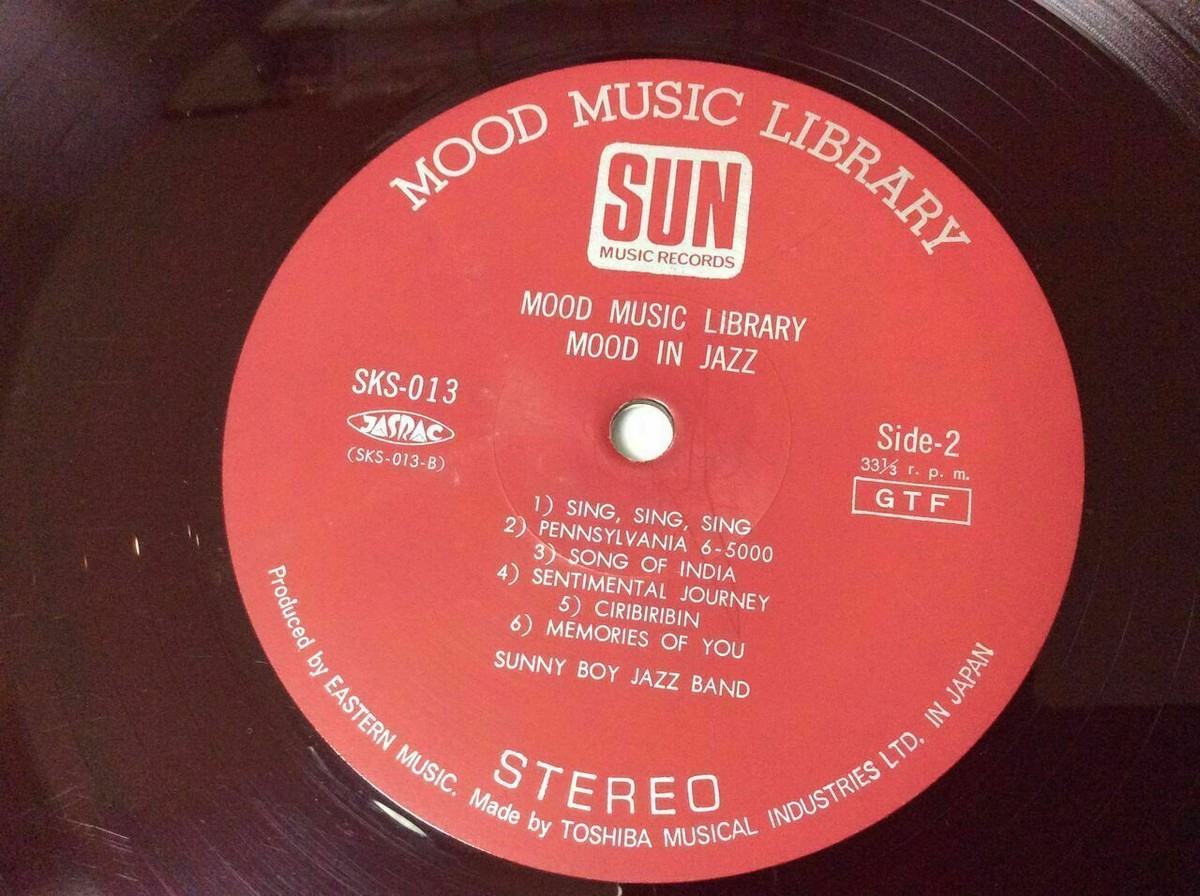 MOOD MUSIC LIBRARY
SUN
MUSIC RECORDS
MOOD MUSIC LIBRARY
MOOD IN JAZZ
SKS-013
JASRAC
(SKS-013-B)
Side-2
33⅓ r. p. m.
GTF
1) SING, SING, SING
2) PENNSYLVANIA 6-5000
3) SONG OF INDIA
4) SENTIMENTAL JOURNEY
5) CIRIBIRIBIN
6) MEMORIES OF YOU
SUNNY BOY JAZZ BAND
STEREO
Produced by EASTERN MUSIC. Made by TOSHIBA MUSICAL INDUSTRIES LTD. IN JAPAN